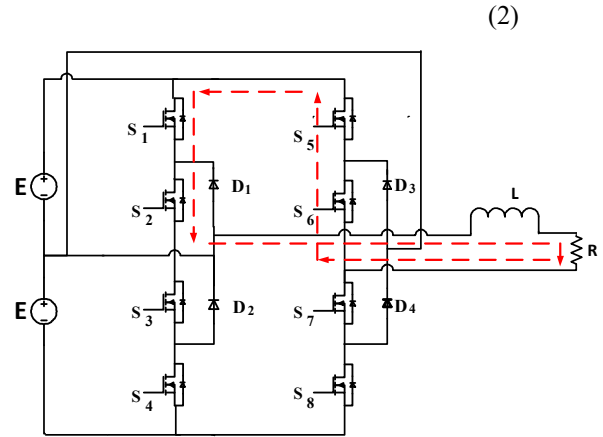 (2)
S1
S5
E
+
−
S2
D1
S6
D3
L
R
E
+
−
S3
D2
S7
D4
S4
S8